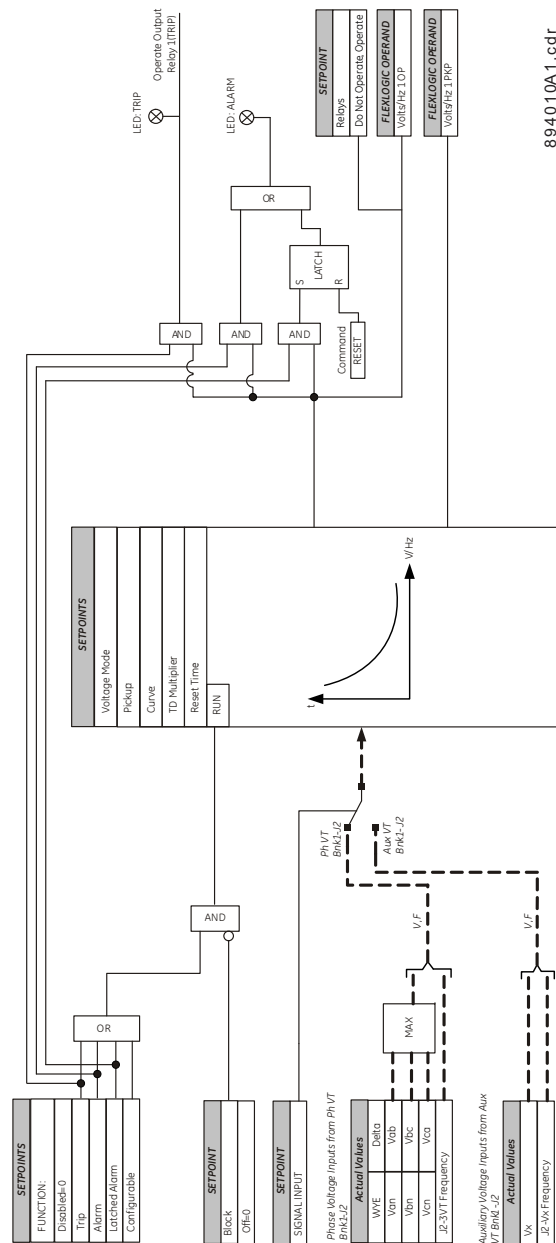 SETPOINTS
FUNCTION:
Disabled=0
Trip
Alarm
Latched Alarm
Configurable
OR
SETPOINT
Block
Off=0
AND
SETPOINT
SIGNAL INPUT
Phase Voltage Inputs from Ph VT
Bnk1-J2
Actual Values
WYE Delta
Van Vab
Vbn Vbc
Vcn Vca
J2-3VT Frequency
MAX
V,F
Ph VT
Bnk1-J2
Aux VT
Bnk1-J2
Auxiliary Voltage Inputs from Aux
VT Bnk1-J2
Actual Values
Vx
J2-Vx Frequency
V,F
SETPOINTS
Voltage Mode
Pickup
Curve
TD Multiplier
Reset Time
RUN
t
V/Hz
AND
AND
AND
Command
RESET
S
R
LATCH
OR
LED: TRIP
Operate Output
Relay 1(TRIP)
LED: ALARM
SETPOINT
Relays
Do Not Operate, Operate
FLEXLOGIC OPERAND
Volts/Hz 1 OP
FLEXLOGIC OPERAND
Volts/Hz 1 PKP
894010A1.cdr